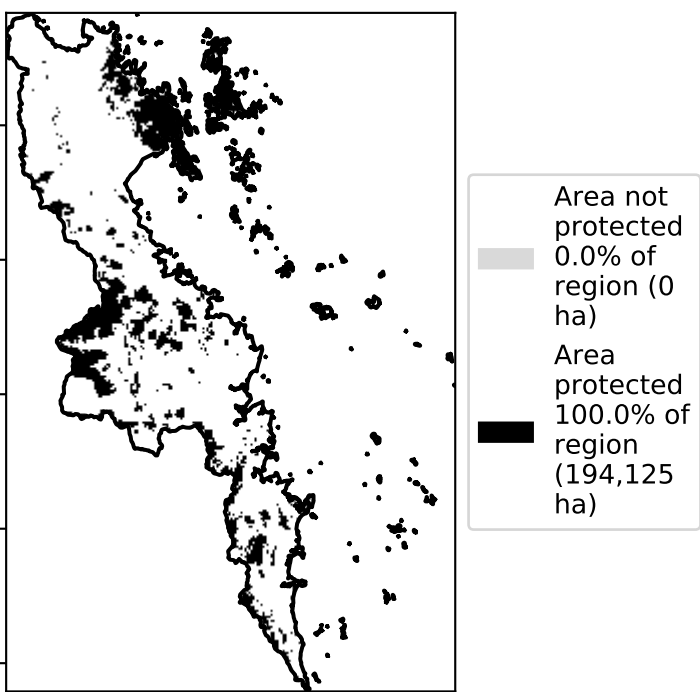 Area not
protected
0.0% of
region (0
ha)
Area
protected
100.0% of
region
(194,125
ha)